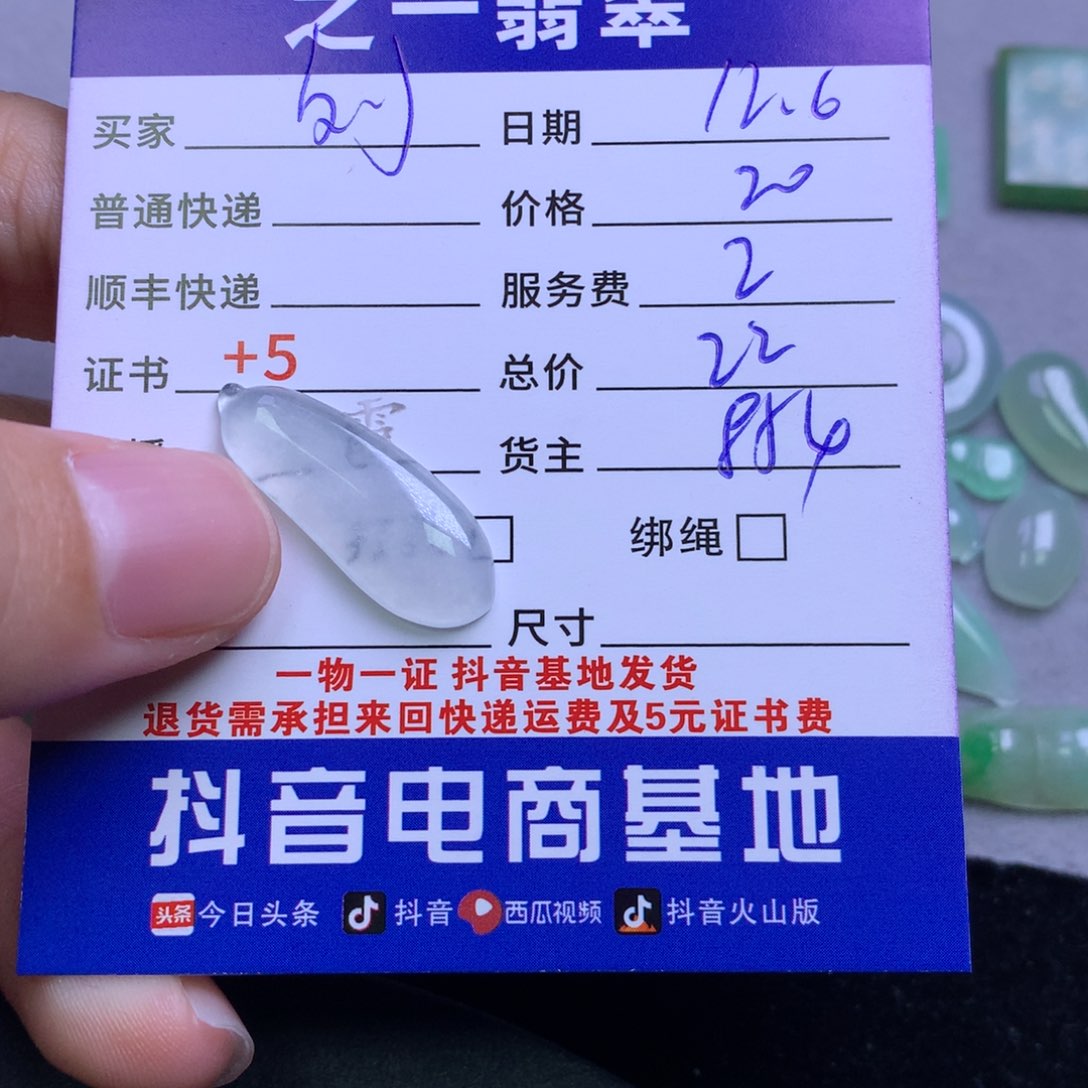 之一翡翠
买家 日期 12.6
普通快递 价格 20
顺丰快递 服务费 2
证书 +5 总价 22
货主 884
绑绳
尺寸
一物一证 抖音基地发货
退货需承担来回快递运费及5元证书费
抖音电商基地
头条 今日头条 抖音 西瓜视频 抖音火山版